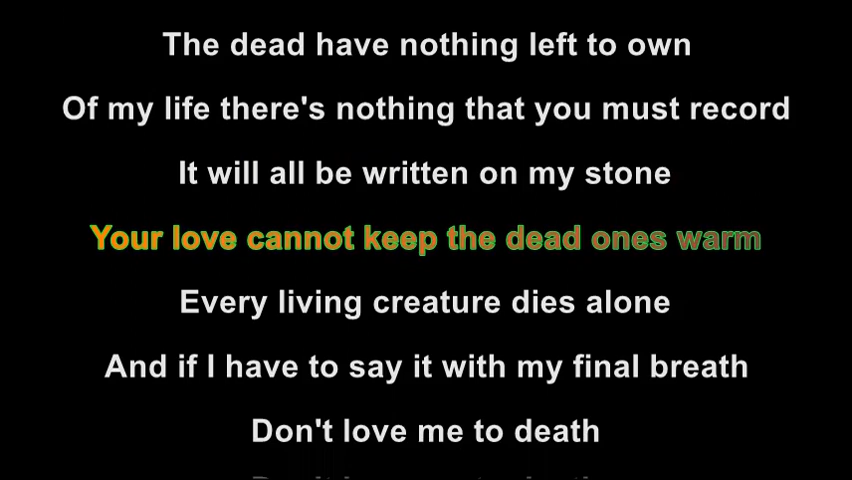 The dead have nothing left to own
Of my life there's nothing that you must record
It will all be written on my stone
Your love cannot keep the dead ones warm
Every living creature dies alone
And if I have to say it with my final breath
Don't love me to death